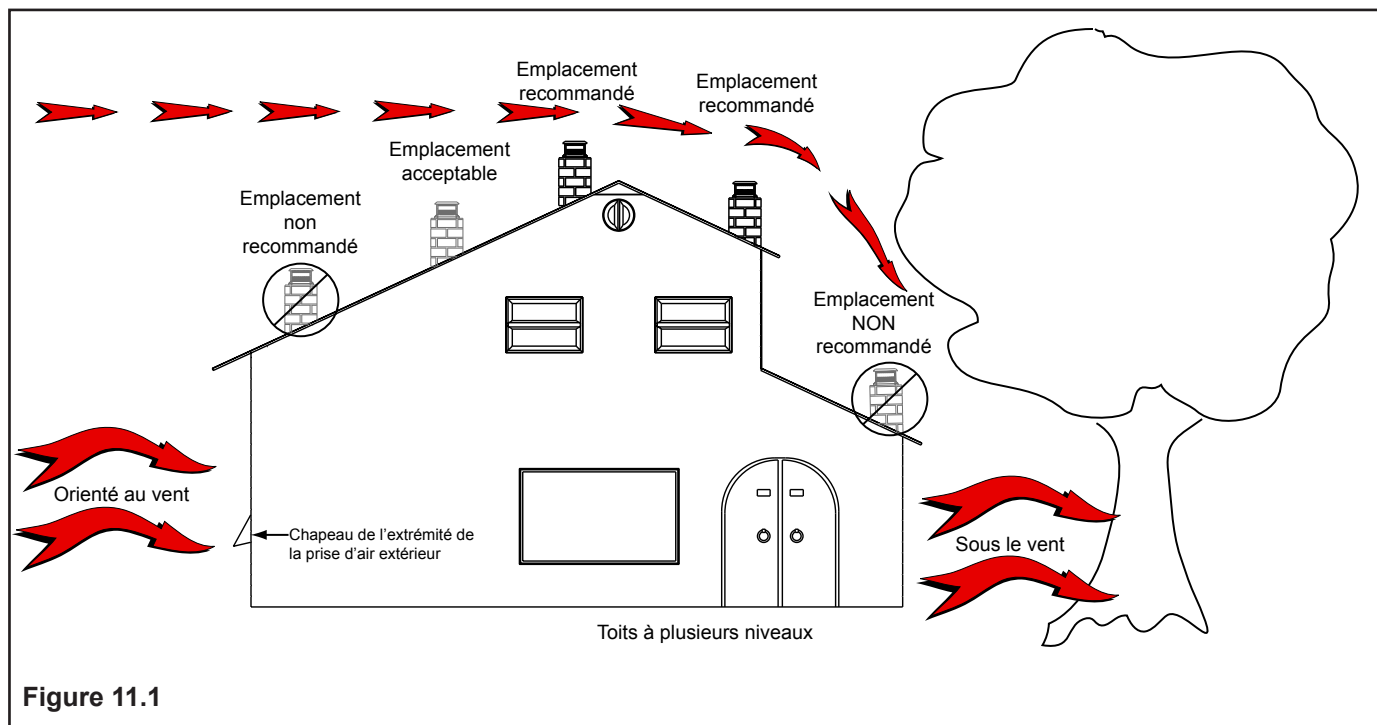 Emplacement
recommandé
Emplacement
recommandé
Emplacement
acceptable
Emplacement
non
recommandé
Emplacement
NON
recommandé
Orienté au vent
Chapeau de l'extrémité de
la prise d'air extérieur
Sous le vent
Toits à plusieurs niveaux
Figure 11.1